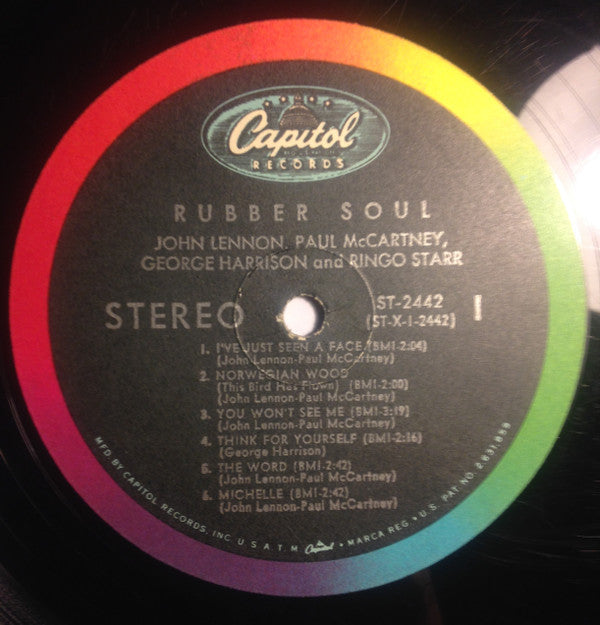 Capitol
RECORDS
RUBBER SOUL
JOHN LENNON, PAUL McCARTNEY,
GEORGE HARRISON and RINGO STARR
STEREO
ST-2442
(ST-X-1-2442)
1
1. I'VE JUST SEEN A FACE (BMI-2:04)
(John Lennon-Paul McCartney)
2. NORWEGIAN WOOD
(This Bird Has Flown) (BMI-2:00)
(John Lennon-Paul McCartney)
3. YOU WON'T SEE ME (BMI-3:19)
(John Lennon-Paul McCartney)
4. THINK FOR YOURSELF (BMI-2:16)
(George Harrison)
5. THE WORD (BMI-2:42)
(John Lennon-Paul McCartney)
6. MICHELLE (BMI-2:42)
(John Lennon-Paul McCartney)
MFD. BY CAPITOL RECORDS, INC. U.S.A. T.M. Capitol • MARCA REG. • U.S. PAT. NO. 2,631,859